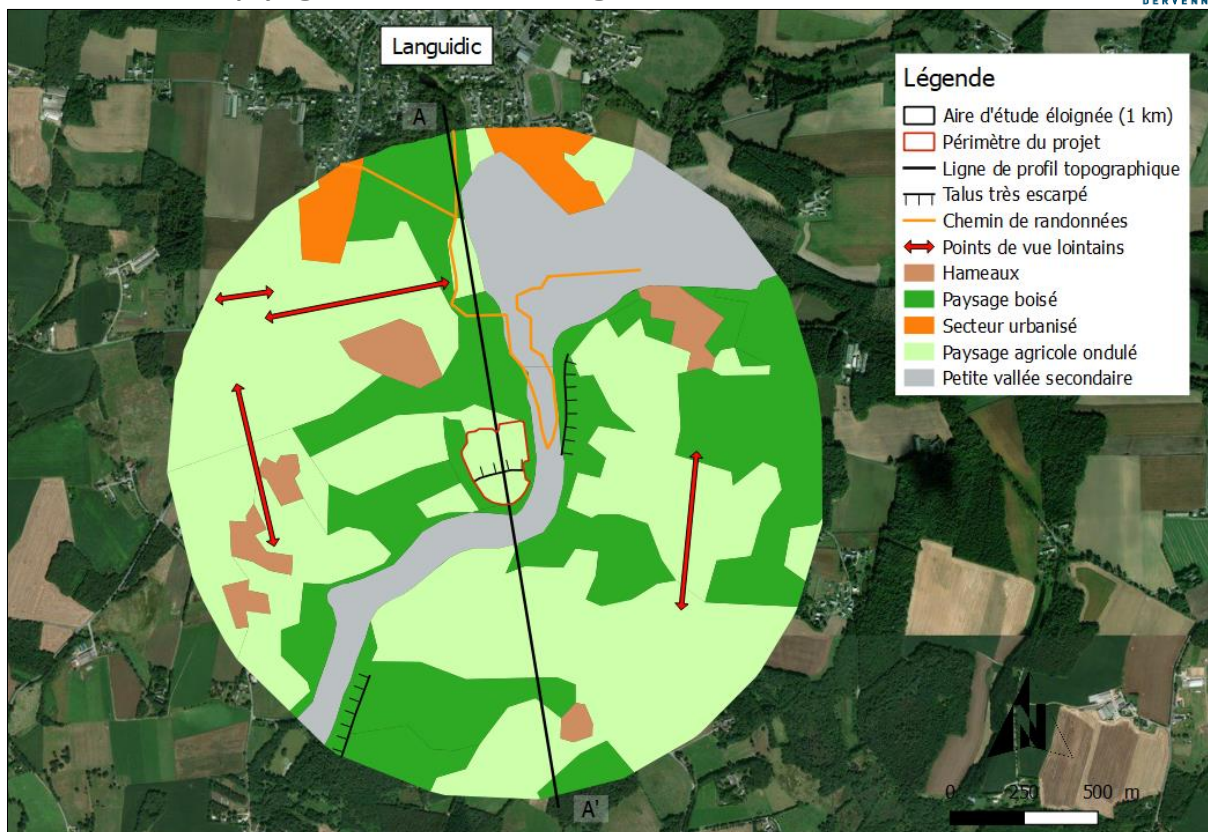 DERVENN
Languidic
A
Légende
Aire d'étude éloignée (1 km)
Périmètre du projet
Ligne de profil topographique
Talus très escarpé
Chemin de randonnées
Points de vue lointains
Hameaux
Paysage boisé
Secteur urbanisé
Paysage agricole ondulé
Petite vallée secondaire
N
0 250 500 m
A'